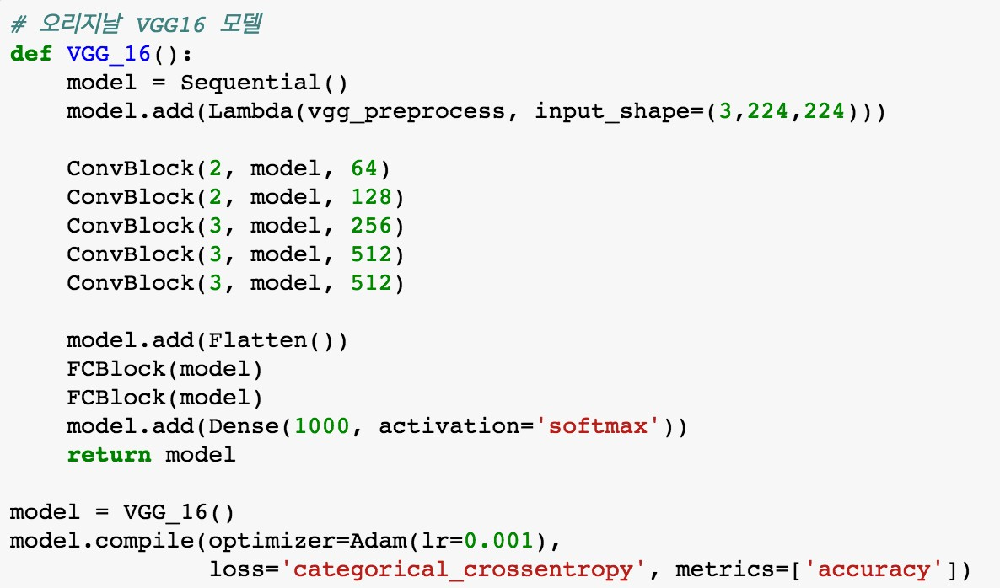 # 오리지날 VGG16 모델
def VGG_16():
    model = Sequential()
    model.add(Lambda(vgg_preprocess, input_shape=(3,224,224)))

    ConvBlock(2, model, 64)
    ConvBlock(2, model, 128)
    ConvBlock(3, model, 256)
    ConvBlock(3, model, 512)
    ConvBlock(3, model, 512)

    model.add(Flatten())
    FCBlock(model)
    FCBlock(model)
    model.add(Dense(1000, activation='softmax'))
    return model

model = VGG_16()
model.compile(optimizer=Adam(lr=0.001),
              loss='categorical_crossentropy', metrics=['accuracy'])